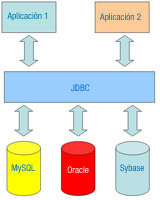 Aplicación 1
Aplicación 2
JDBC
MySQL
Oracle
Sybase